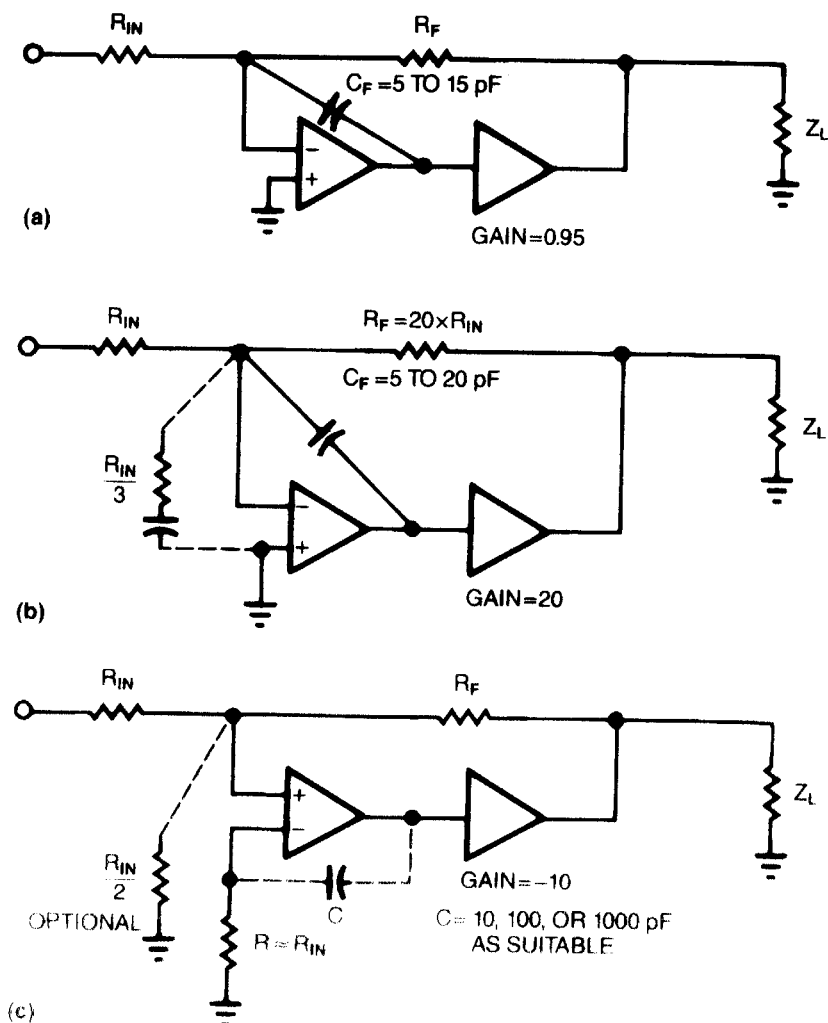 R_IN
R_F
C_F = 5 TO 15 pF
Z_L
−
+
(a)
GAIN=0.95
R_IN
R_F = 20×R_IN
C_F = 5 TO 20 pF
Z_L
R_IN
3
−
+
GAIN=20
(b)
R_IN
R_F
Z_L
+
−
R_IN
2
OPTIONAL
GAIN=−10
C
C = 10, 100, OR 1000 pF
AS SUITABLE
R = R_IN
(c)